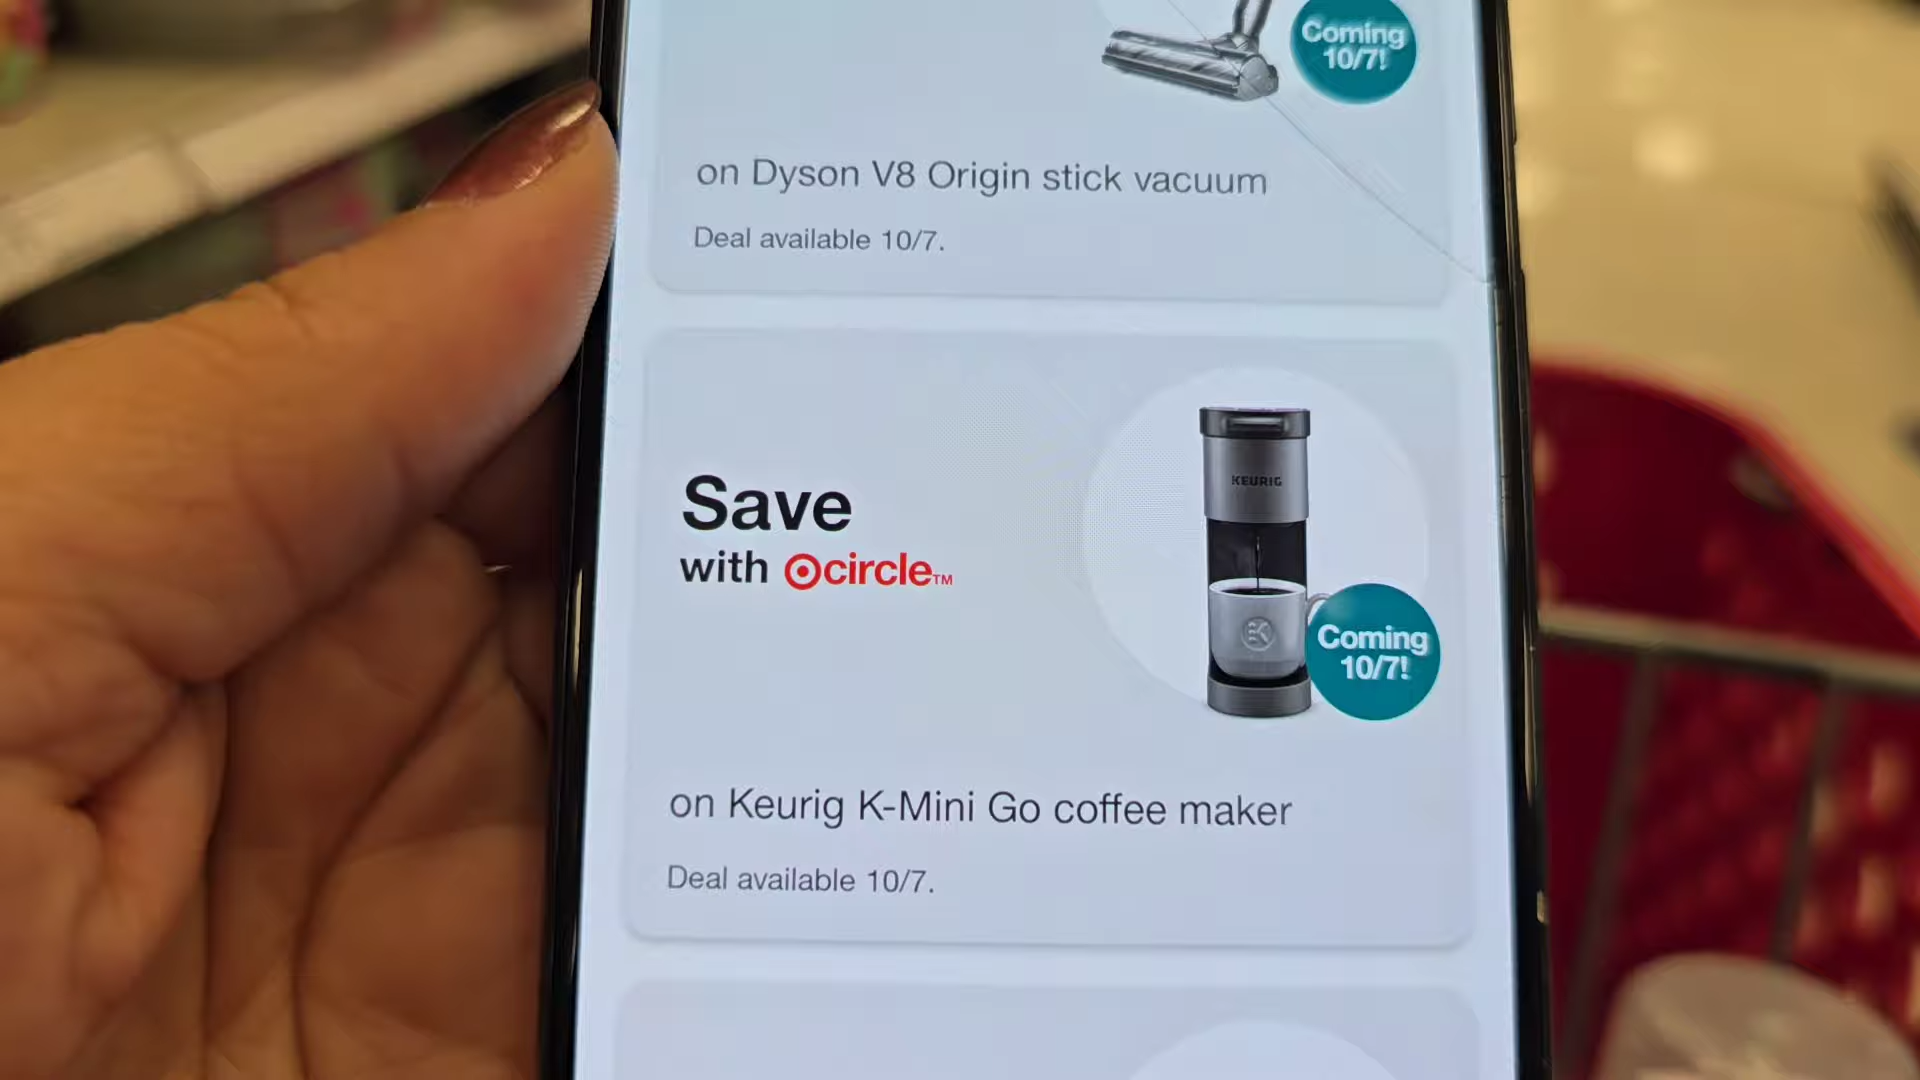 Coming
10/7!
on Dyson V8 Origin stick vacuum
Deal available 10/7.
Save
with circle™
KEURIG
K
Coming
10/7!
on Keurig K-Mini Go coffee maker
Deal available 10/7.